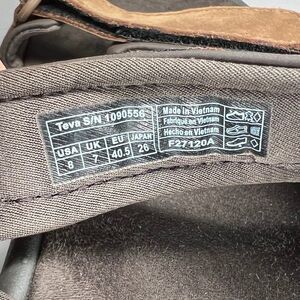 Teva S/N 1090556
USA UK EU JAPAN
8 7 40.5 26
Made in Vietnam
Fabriqué en Vietnam
Hecho en Vietnam
F27120A